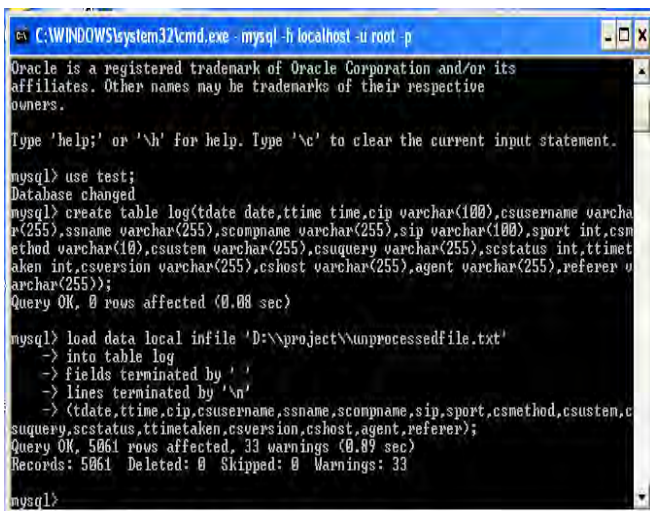 C:\WINDOWS\system32\cmd.exe - mysql -h localhost -u root -p
Oracle is a registered trademark of Oracle Corporation and/or its
affiliates. Other names may be trademarks of their respective
owners.
Type 'help;' or '\h' for help. Type '\c' to clear the current input statement.
mysql> use test;
Database changed
mysql> create table log(tdate date,ttime time,cip varchar(100),csusername varcha
r(255),ssname varchar(255),scompname varchar(255),sip varchar(100),sport int,csm
ethod varchar(10),csustem varchar(255),csuquery varchar(255),scstatus int,ttimet
aken int,csversion varchar(255),cshost varchar(255),agent varchar(255),referer v
archar(255));
Query OK, 0 rows affected (0.08 sec)
mysql> load data local infile 'D:\\project\\unprocessedfile.txt'
-> into table log
-> fields terminated by ' '
-> lines terminated by '\n'
-> (tdate,ttime,cip,csusername,ssname,scompname,sip,sport,csmethod,csustem,c
suquery,scstatus,ttimetaken,csversion,cshost,agent,referer);
Query OK, 5061 rows affected, 33 warnings (0.89 sec)
Records: 5061 Deleted: 0 Skipped: 0 Warnings: 33
mysql>